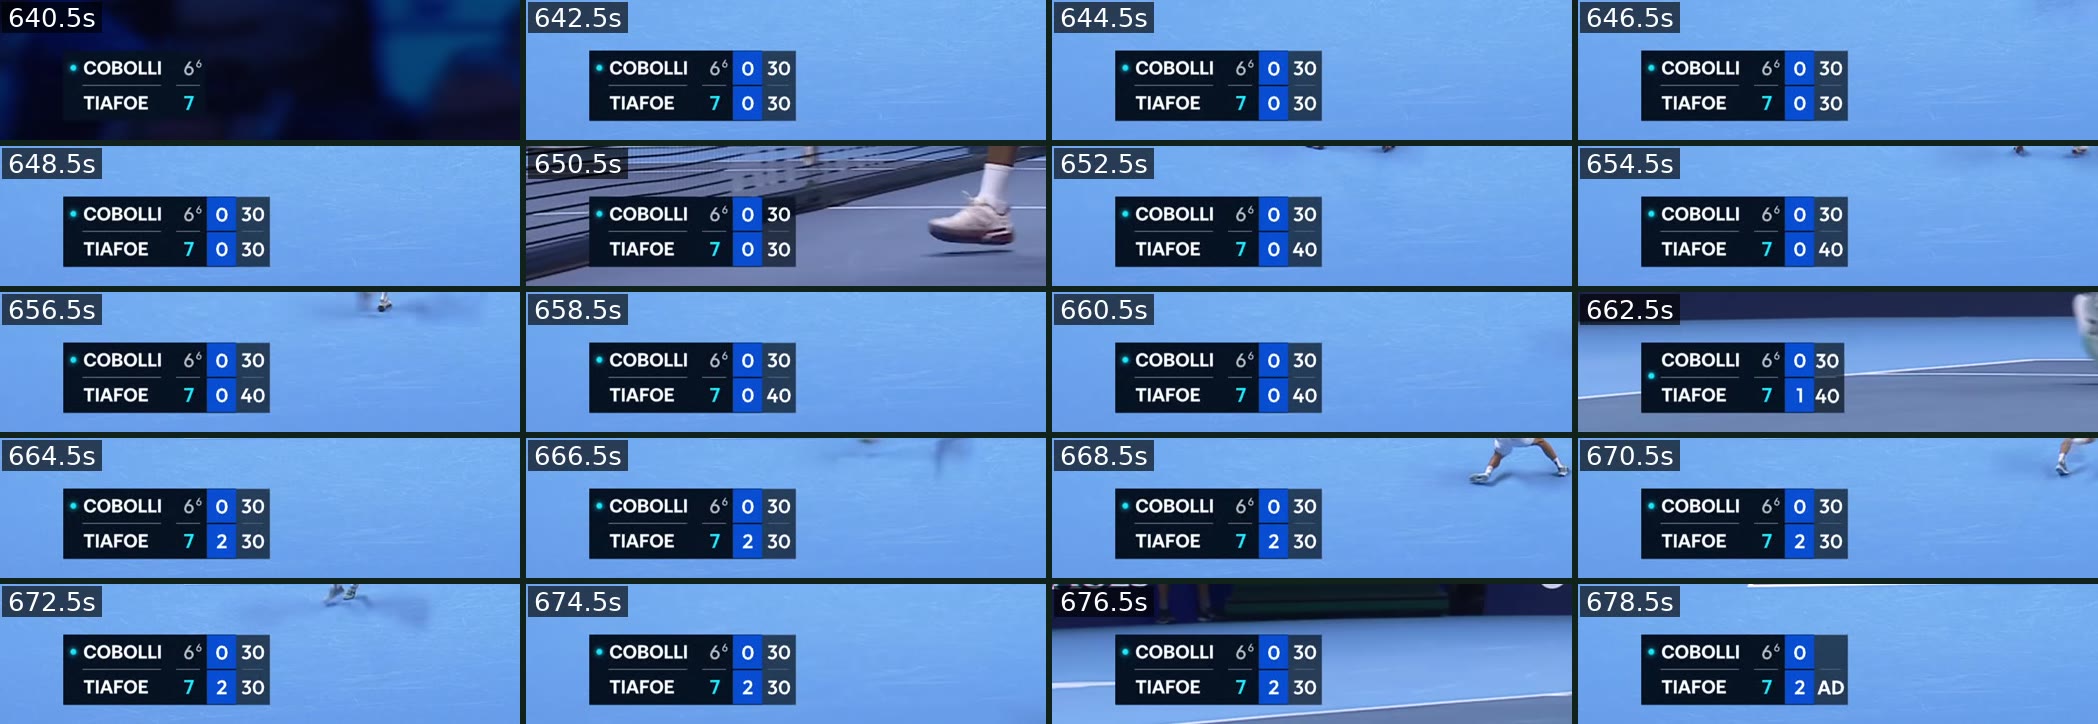 640.5s
COBOLLI 6⁶
TIAFOE 7
642.5s
COBOLLI 6⁶ 0 30
TIAFOE 7 0 30
644.5s
COBOLLI 6⁶ 0 30
TIAFOE 7 0 30
646.5s
COBOLLI 6⁶ 0 30
TIAFOE 7 0 30
648.5s
COBOLLI 6⁶ 0 30
TIAFOE 7 0 30
650.5s
COBOLLI 6⁶ 0 30
TIAFOE 7 0 30
652.5s
COBOLLI 6⁶ 0 30
TIAFOE 7 0 40
654.5s
COBOLLI 6⁶ 0 30
TIAFOE 7 0 40
656.5s
COBOLLI 6⁶ 0 30
TIAFOE 7 0 40
658.5s
COBOLLI 6⁶ 0 30
TIAFOE 7 0 40
660.5s
COBOLLI 6⁶ 0 30
TIAFOE 7 0 40
662.5s
COBOLLI 6⁶ 0 30
TIAFOE 7 1 40
664.5s
COBOLLI 6⁶ 0 30
TIAFOE 7 2 30
666.5s
COBOLLI 6⁶ 0 30
TIAFOE 7 2 30
668.5s
COBOLLI 6⁶ 0 30
TIAFOE 7 2 30
670.5s
COBOLLI 6⁶ 0 30
TIAFOE 7 2 30
672.5s
COBOLLI 6⁶ 0 30
TIAFOE 7 2 30
674.5s
COBOLLI 6⁶ 0 30
TIAFOE 7 2 30
676.5s
COBOLLI 6⁶ 0 30
TIAFOE 7 2 30
678.5s
COBOLLI 6⁶ 0
TIAFOE 7 2 AD